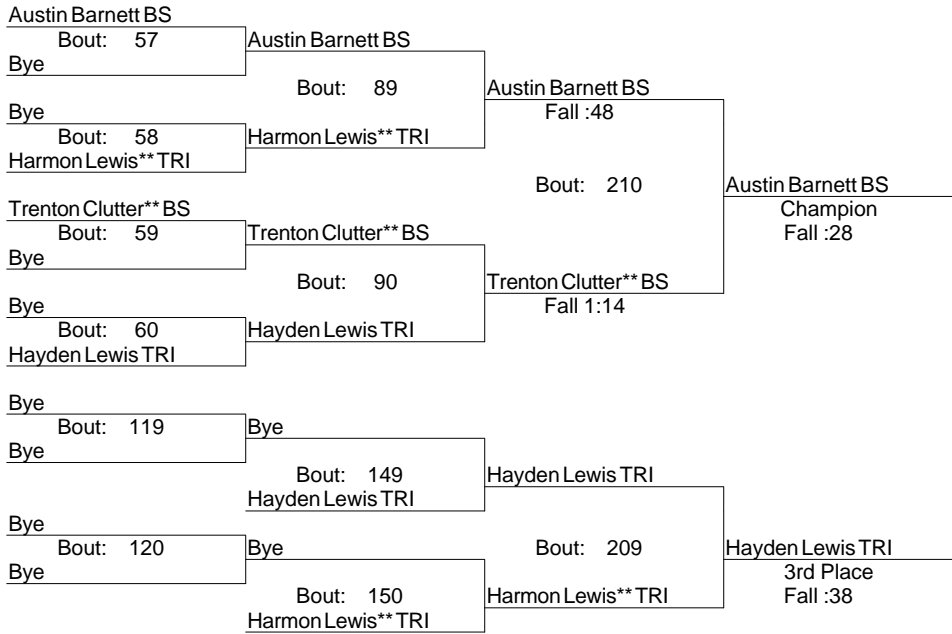 Austin Barnett BS
Bout: 57
Austin Barnett BS
Bye
Bout: 89
Austin Barnett BS
Bye
Fall :48
Bout: 58
Harmon Lewis** TRI
Harmon Lewis** TRI
Bout: 210
Austin Barnett BS
Trenton Clutter** BS
Champion
Bout: 59
Trenton Clutter** BS
Fall :28
Bye
Bout: 90
Trenton Clutter** BS
Bye
Fall 1:14
Bout: 60
Hayden Lewis TRI
Hayden Lewis TRI
Bye
Bout: 119
Bye
Bye
Bout: 149
Hayden Lewis TRI
Hayden Lewis TRI
Bye
Bout: 120
Bye
Bout: 209
Hayden Lewis TRI
Bye
3rd Place
Bout: 150
Harmon Lewis** TRI
Fall :38
Harmon Lewis** TRI